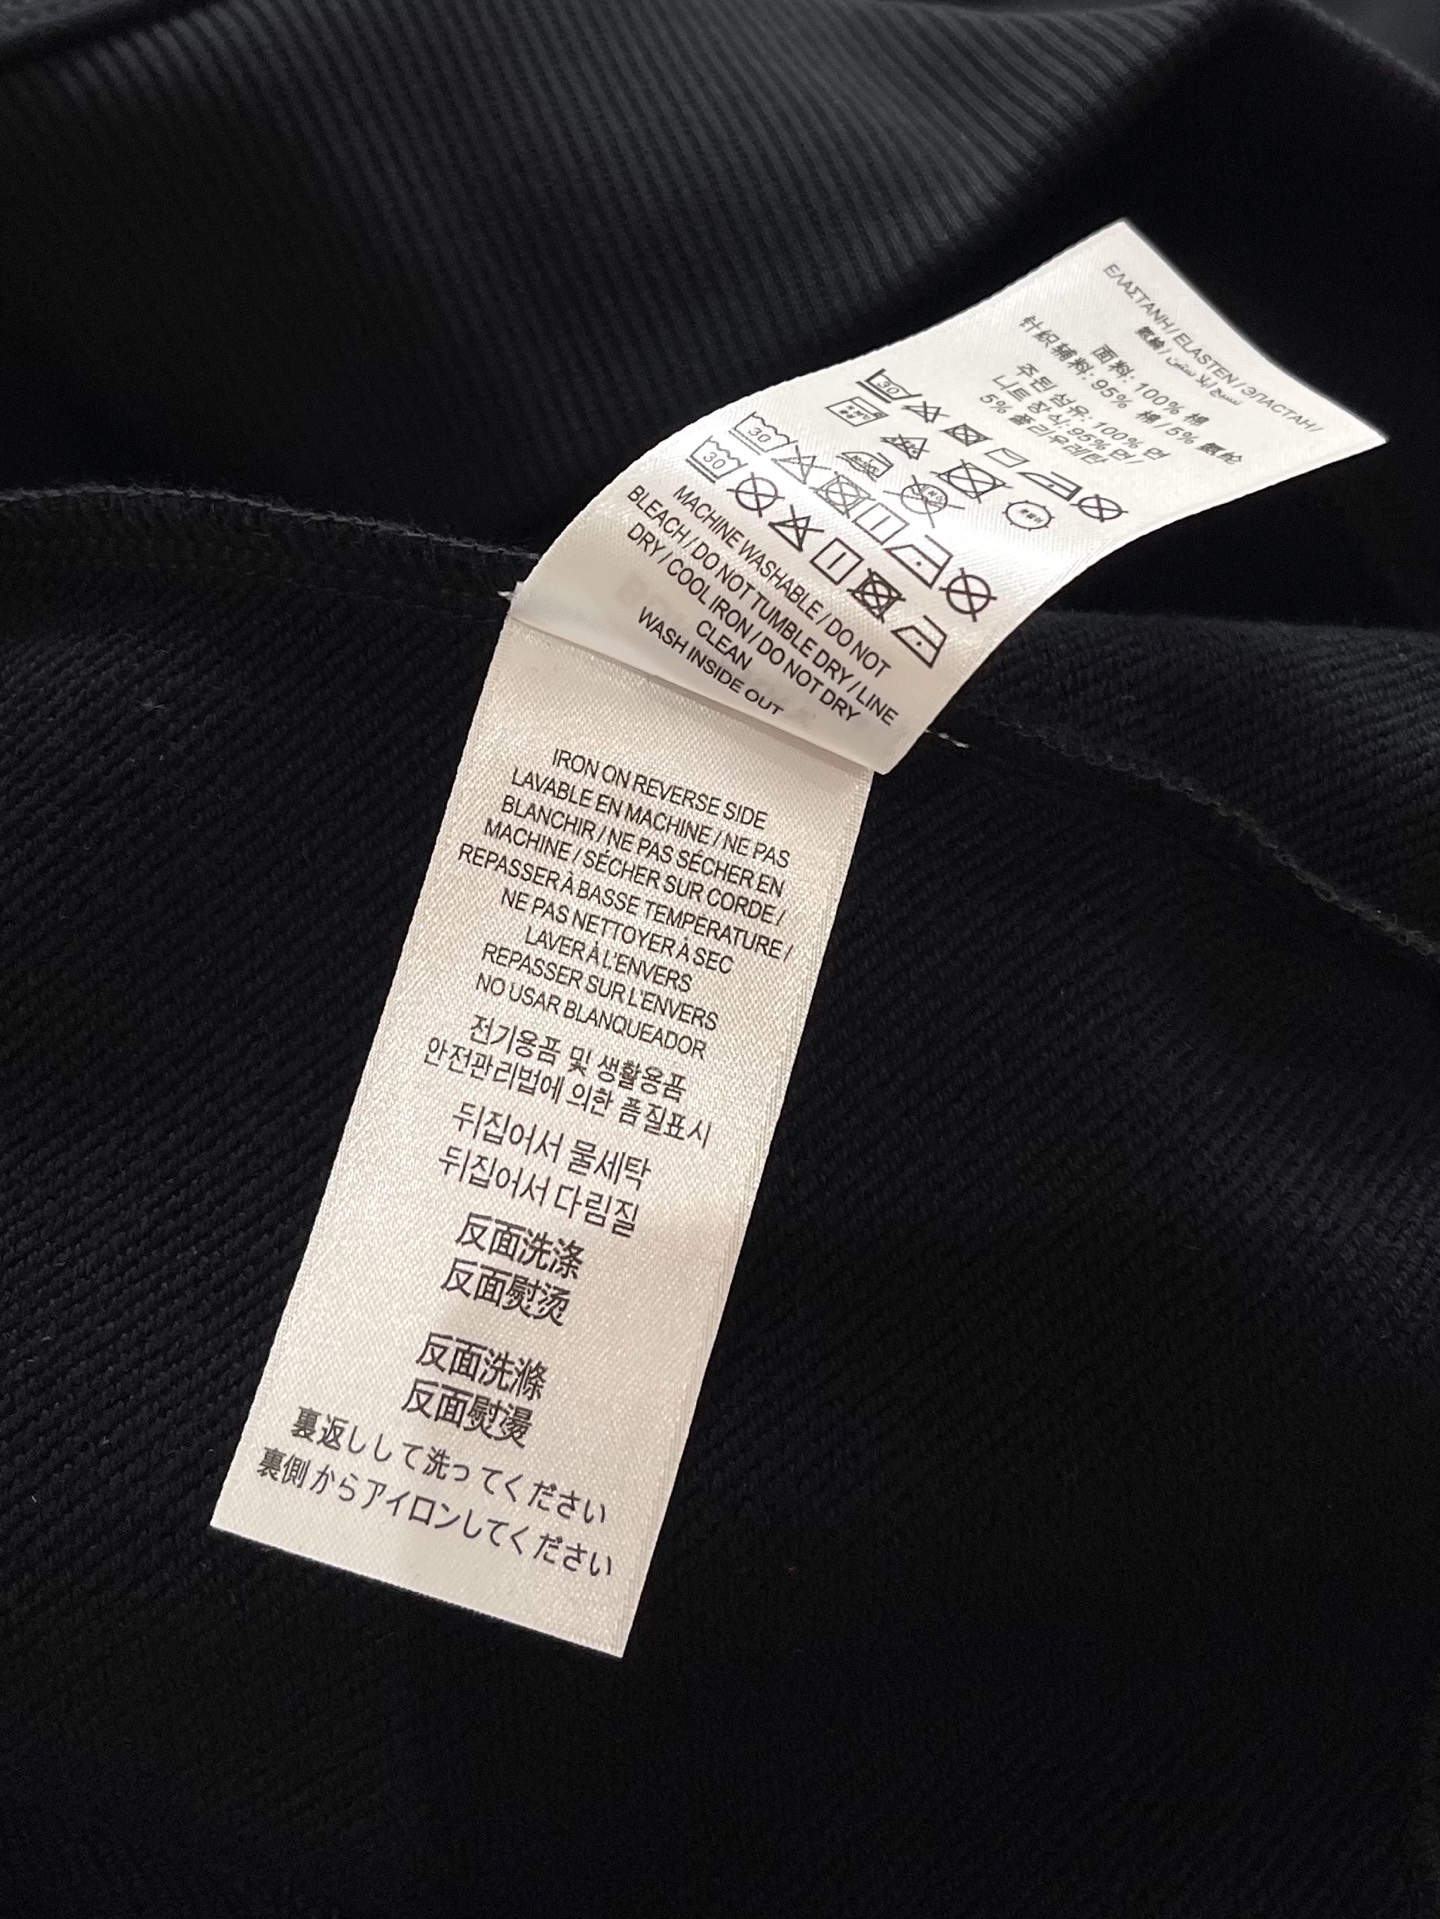 ΕΛΑΣΤΑΝΗ / ELASTEN / ЭЛАСТАН /
氨綸 /
面料: 100% 棉
针织辅料: 95% 棉 / 5% 氨纶
주된 섬유: 100% 면
니트 장식: 95% 면 /
5% 폴리우레탄
30
30
30
MACHINE WASHABLE / DO NOT
BLEACH / DO NOT TUMBLE DRY / LINE
DRY / COOL IRON / DO NOT DRY
CLEAN
WASH INSIDE OUT
IRON ON REVERSE SIDE
LAVABLE EN MACHINE / NE PAS
BLANCHIR / NE PAS SÉCHER EN
MACHINE / SÉCHER SUR CORDE /
REPASSER À BASSE TEMPERATURE /
NE PAS NETTOYER À SEC
LAVER À L'ENVERS
REPASSER SUR L'ENVERS
NO USAR BLANQUEADOR
전기용품 및 생활용품
안전관리법에 의한 품질표시
뒤집어서 물세탁
뒤집어서 다림질
反面洗涤
反面熨烫
反面洗滌
反面熨燙
裏返しして洗ってください
裏側からアイロンしてください